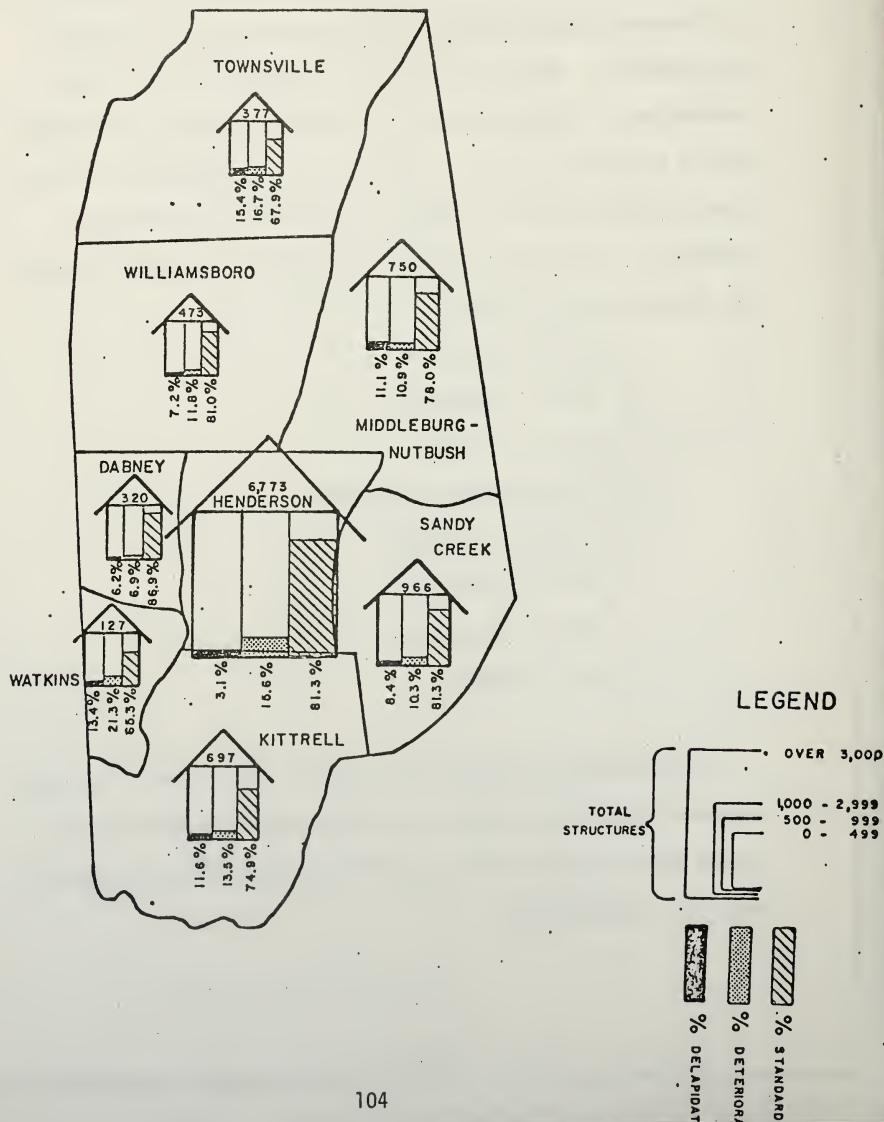 TOWNSVILLE
377
15.4%
16.7%
67.9%
WILLIAMSBORO
473
7.2%
11.8%
81.0%
750
11.1%
10.9%
78.0%
MIDDLEBURG-
NUTBUSH
DABNEY
320
6.2%
6.9%
86.9%
6,773
HENDERSON
3.1%
15.6%
81.3%
SANDY
CREEK
966
8.4%
10.3%
81.3%
WATKINS
127
13.4%
21.3%
65.3%
KITTRELL
697
11.6%
13.5%
74.9%
LEGEND
TOTAL
STRUCTURES
OVER 3,000
1,000 - 2,999
500 - 999
0 - 499
% DELAPIDAT
% DETERIORA
% STANDARD
104